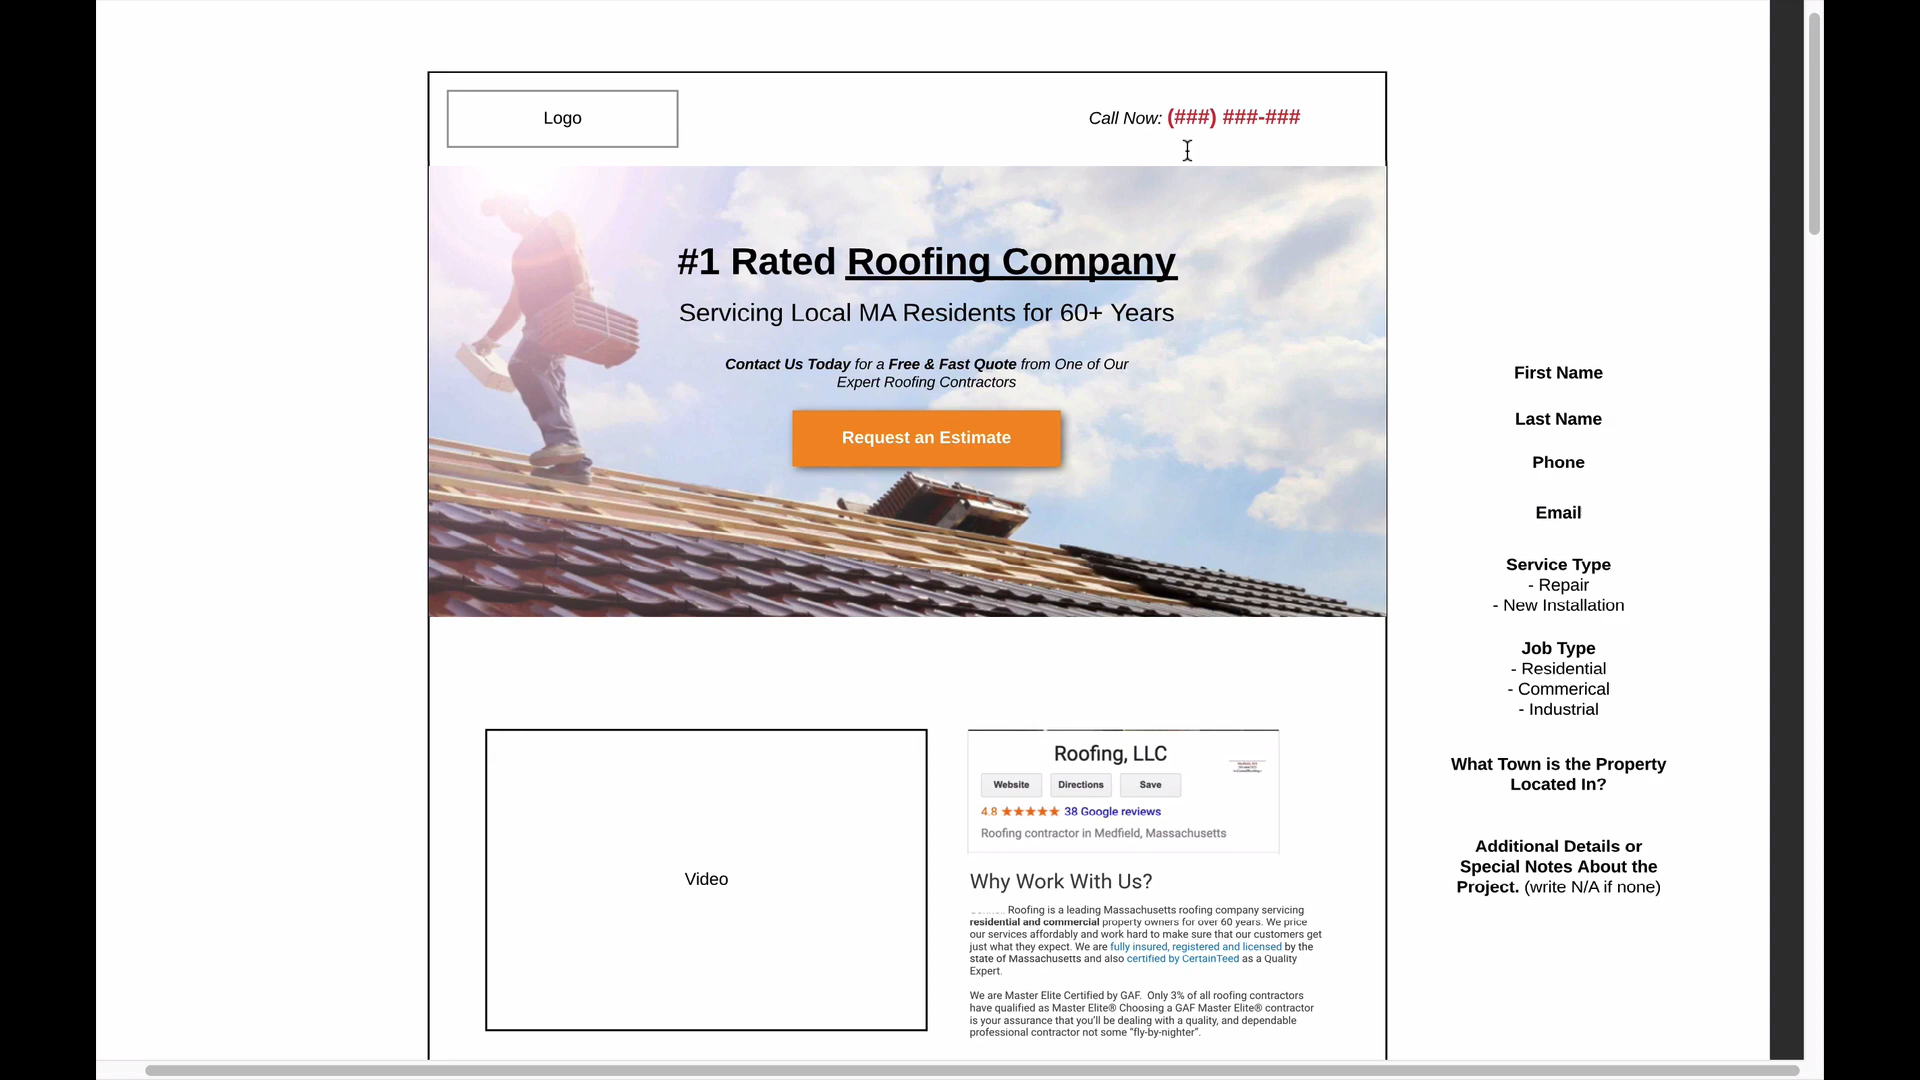 Logo
Call Now: (###) ###-###
#1 Rated Roofing Company
Servicing Local MA Residents for 60+ Years
Contact Us Today for a Free & Fast Quote from One of Our
Expert Roofing Contractors
Request an Estimate
First Name
Last Name
Phone
Email
Service Type
- Repair
- New Installation
Job Type
- Residential
- Commerical
- Industrial
What Town is the Property
Located In?
Additional Details or
Special Notes About the
Project. (write N/A if none)
Video
Roofing, LLC
Website
Directions
Save
4.8 ★★★★★ 38 Google reviews
Roofing contractor in Medfield, Massachusetts
Why Work With Us?
Roofing is a leading Massachusetts roofing company servicing
residential and commercial property owners for over 60 years. We price
our services affordably and work hard to make sure that our customers get
just what they expect. We are fully insured, registered and licensed by the
state of Massachusetts and also certified by CertainTeed as a Quality
Expert.
We are Master Elite Certified by GAF. Only 3% of all roofing contractors
have qualified as Master Elite® Choosing a GAF Master Elite® contractor
is your assurance that you'll be dealing with a quality, and dependable
professional contractor not some “fly-by-nighter”.